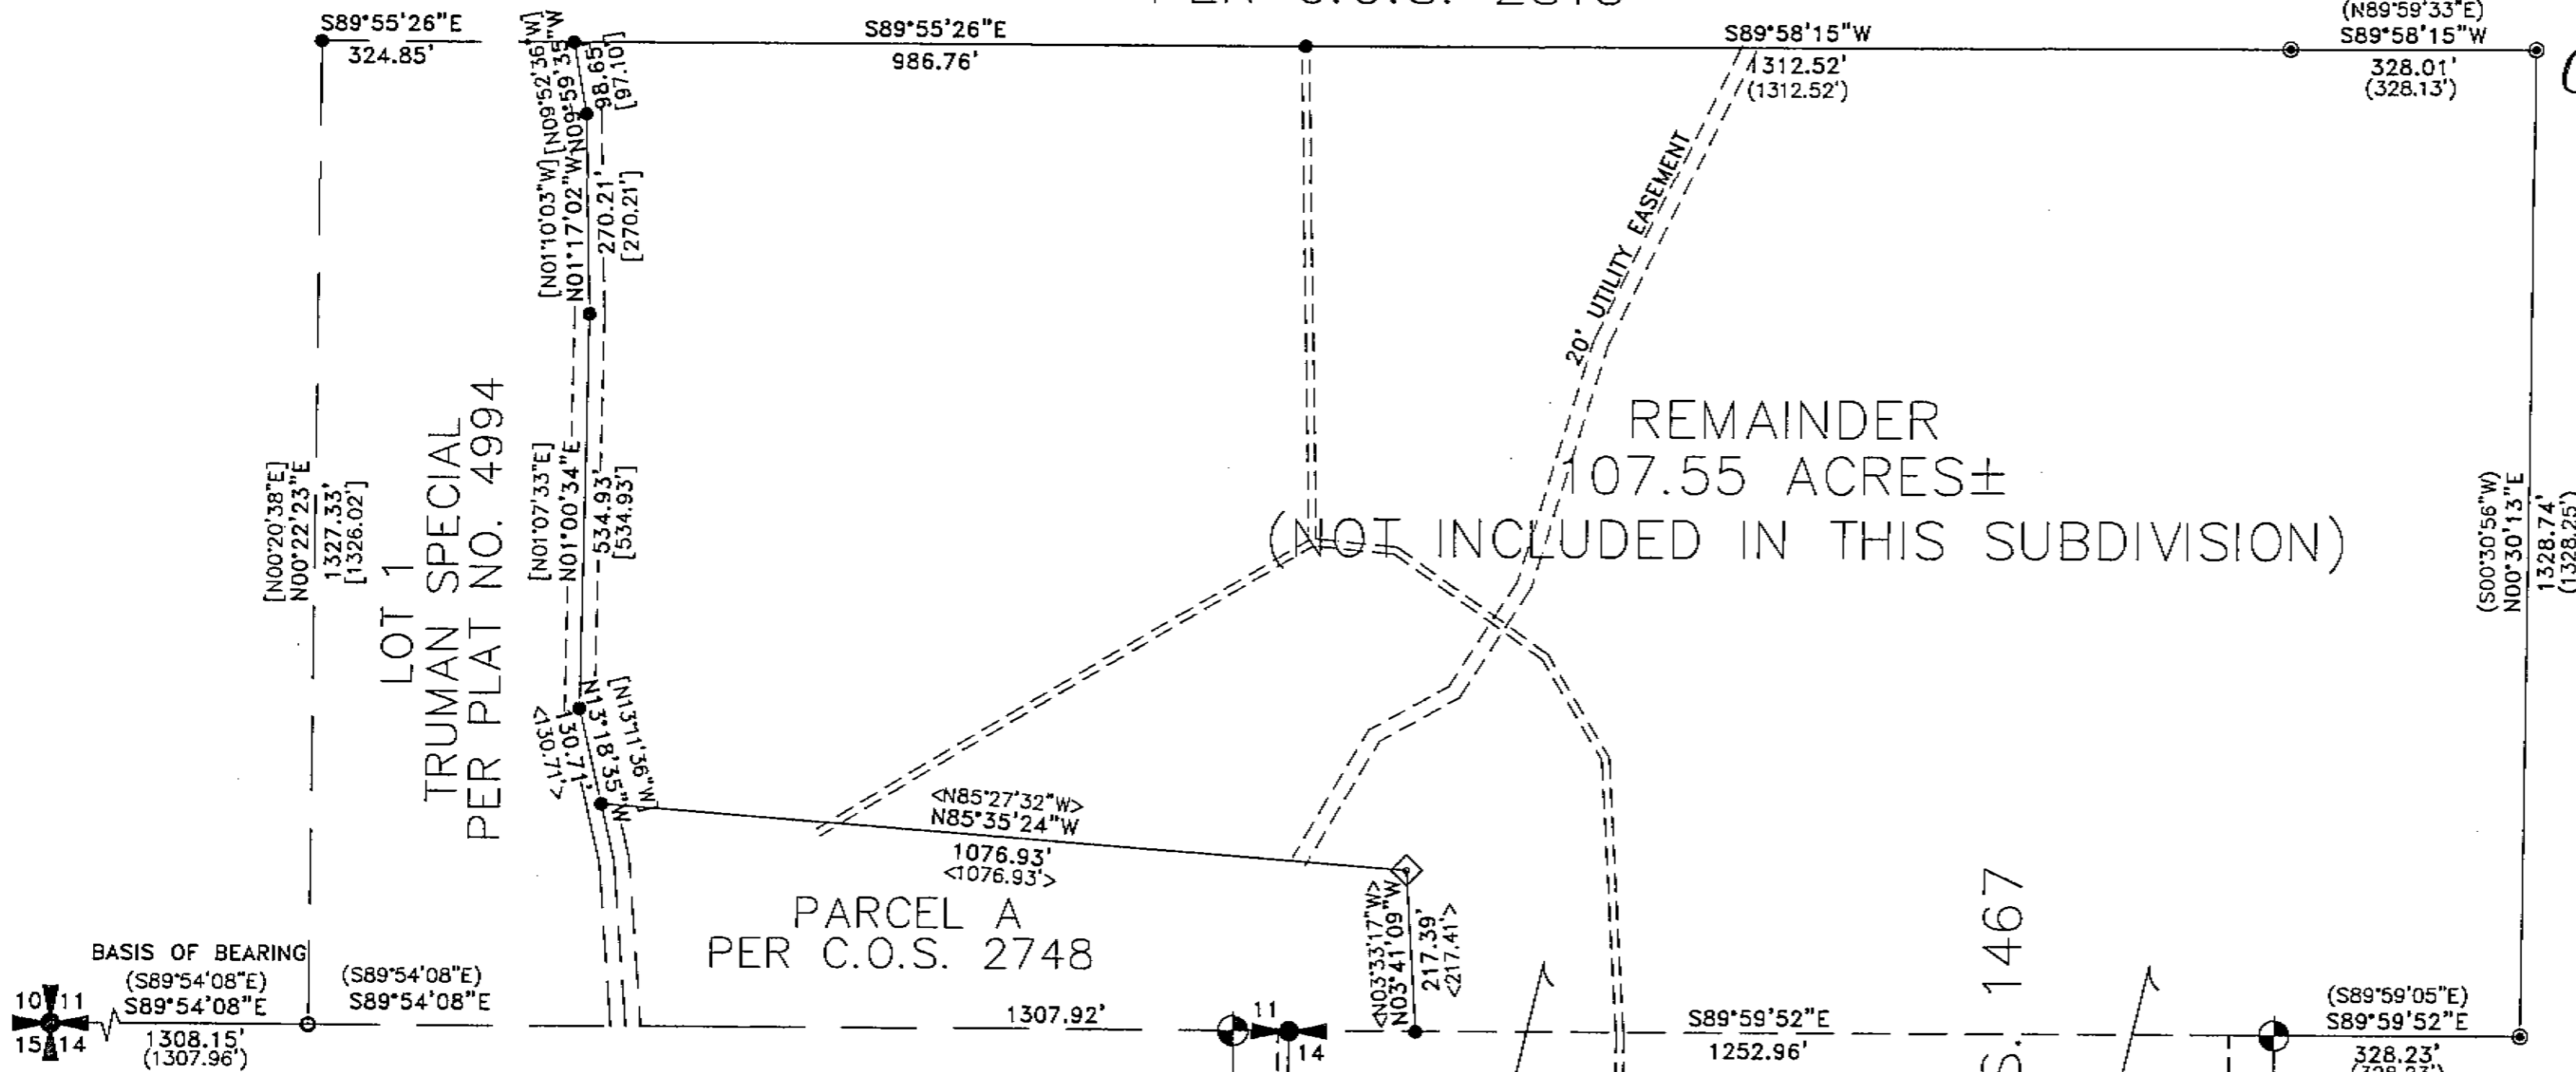 S89°55'26"E
324.85'
[N09°52'36"W]
N09°59'35"W
98.65'
[97.10']
S89°55'26"E
986.76'
S89°58'15"W
1312.52'
(1312.52')
(N89°59'33"E)
S89°58'15"W
328.01'
(328.13')
[N01°10'03"W]
N01°17'02"W
270.21'
[270.21']
20' UTILITY EASEMENT
REMAINDER
107.55 ACRES±
(NOT INCLUDED IN THIS SUBDIVISION)
[N00°20'38"E]
N00°22'23"E
1327.33'
[1326.02']
LOT 1
TRUMAN SPECIAL
PER PLAT NO. 4994
[N01°07'33"E]
N01°00'34"E
534.93'
[534.93']
(S00°30'56"W)
N00°30'13"E
1328.74'
(1328.25')
[N13°11'36"W]
N13°18'35"W
130.71'
<130.71'>
<N85°27'32"W>
N85°35'24"W
1076.93'
<1076.93'>
PARCEL A
PER C.O.S. 2748
<N03°33'17"W>
N03°41'09"W
217.39'
<217.41'>
S. 1467
BASIS OF BEARING
(S89°54'08"E)
S89°54'08"E
1308.15'
(1307.96')
10 11
15 14
(S89°54'08"E)
S89°54'08"E
1307.92'
11
14
S89°59'52"E
1252.96'
(S89°59'05"E)
S89°59'52"E
328.23'